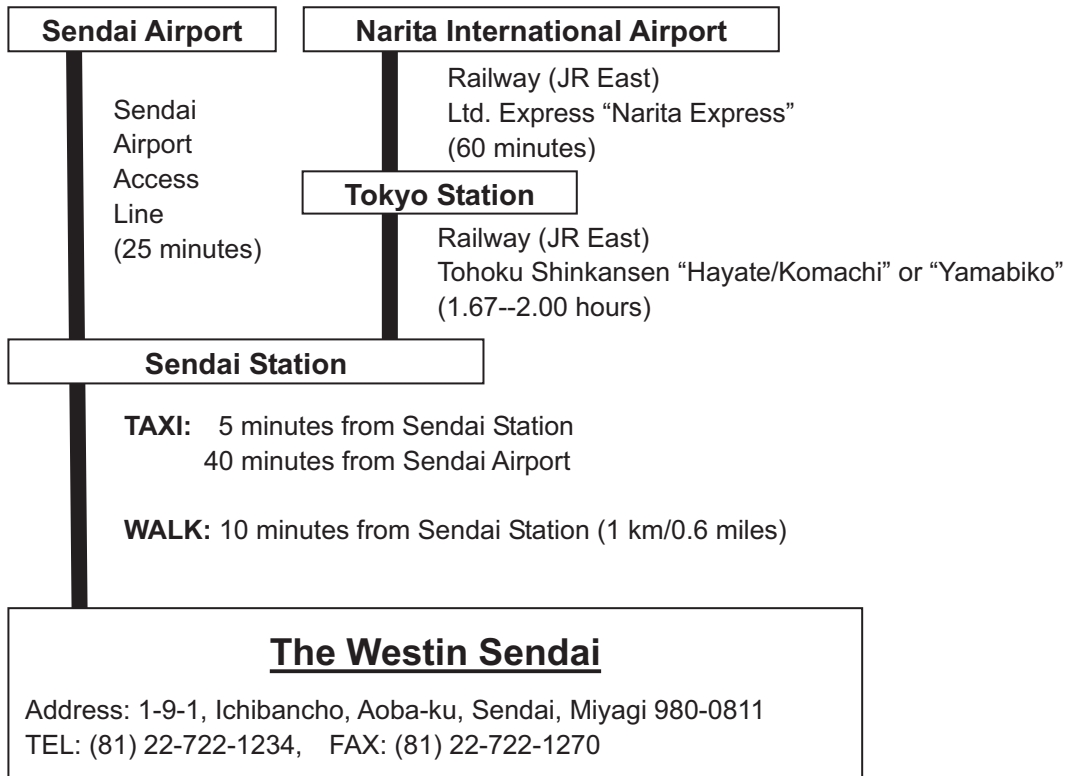 Sendai Airport
Narita International Airport
Sendai
Airport
Access
Line
(25 minutes)
Railway (JR East)
Ltd. Express “Narita Express”
(60 minutes)
Tokyo Station
Railway (JR East)
Tohoku Shinkansen “Hayate/Komachi” or “Yamabiko”
(1.67--2.00 hours)
Sendai Station
TAXI: 5 minutes from Sendai Station
40 minutes from Sendai Airport
WALK: 10 minutes from Sendai Station (1 km/0.6 miles)
The Westin Sendai
Address: 1-9-1, Ichibancho, Aoba-ku, Sendai, Miyagi 980-0811
TEL: (81) 22-722-1234, FAX: (81) 22-722-1270